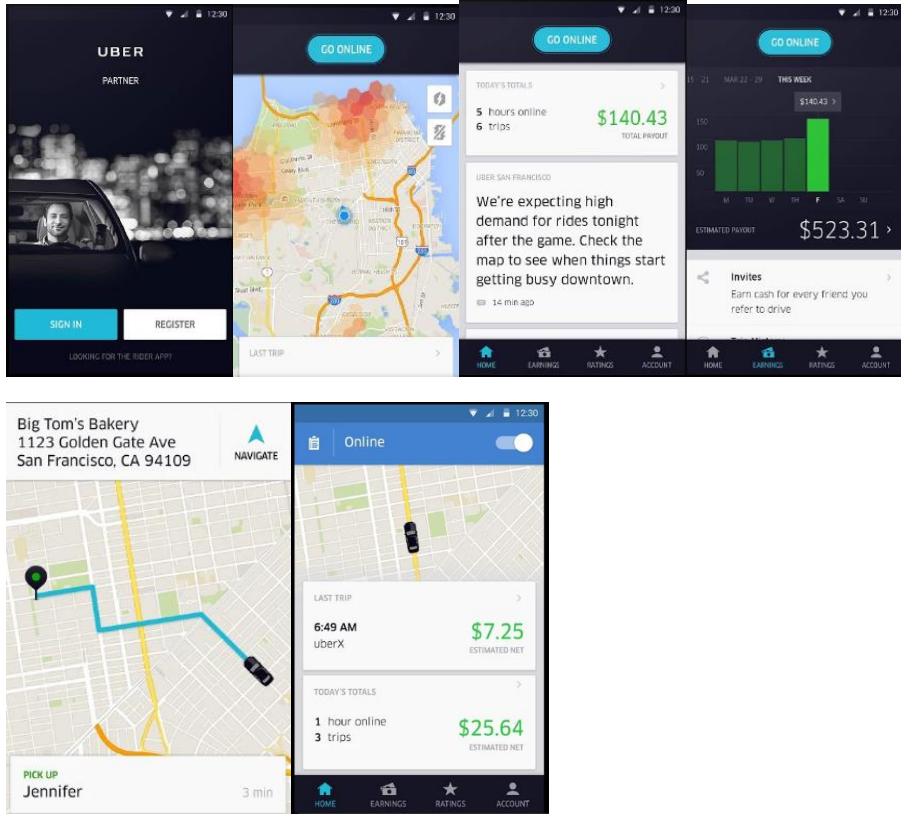 12:30
UBER
PARTNER
SIGN IN
REGISTER
LOOKING FOR THE RIDER APP?
12:30
GO ONLINE
FINANCIAL
DISTRICT
101
280
LAST TRIP
12:30
GO ONLINE
TODAY'S TOTALS
5 hours online
6 trips
$140.43
TOTAL PAYOUT
UBER SAN FRANCISCO
We're expecting high
demand for rides tonight
after the game. Check the
map to see when things start
getting busy downtown.
14 min ago
HOME
EARNINGS
RATINGS
ACCOUNT
12:30
GO ONLINE
15 - 21
MAR 22 - 29
THIS WEEK
$140.43
150
100
50
M
TU
W
TH
F
SA
SU
ESTIMATED PAYOUT
$523.31
Invites
Earn cash for every friend you
refer to drive
HOME
EARNINGS
RATINGS
ACCOUNT
Big Tom's Bakery
1123 Golden Gate Ave
San Francisco, CA 94109
NAVIGATE
PICK UP
Jennifer
3 min
12:30
Online
LAST TRIP
6:49 AM
uberX
$7.25
ESTIMATED NET
TODAY'S TOTALS
1 hour online
3 trips
$25.64
ESTIMATED NET
HOME
EARNINGS
RATINGS
ACCOUNT